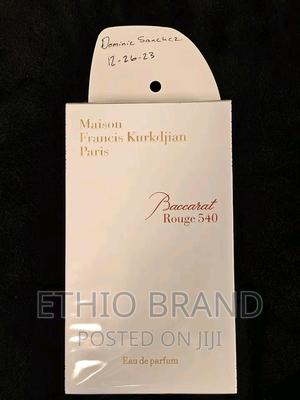 Dominic Sanchez
12-26-23
Maison
Francis Kurkdjian
Paris
Baccarat
Rouge 540
ETHIO BRAND
POSTED ON JIJI
Eau de parfum